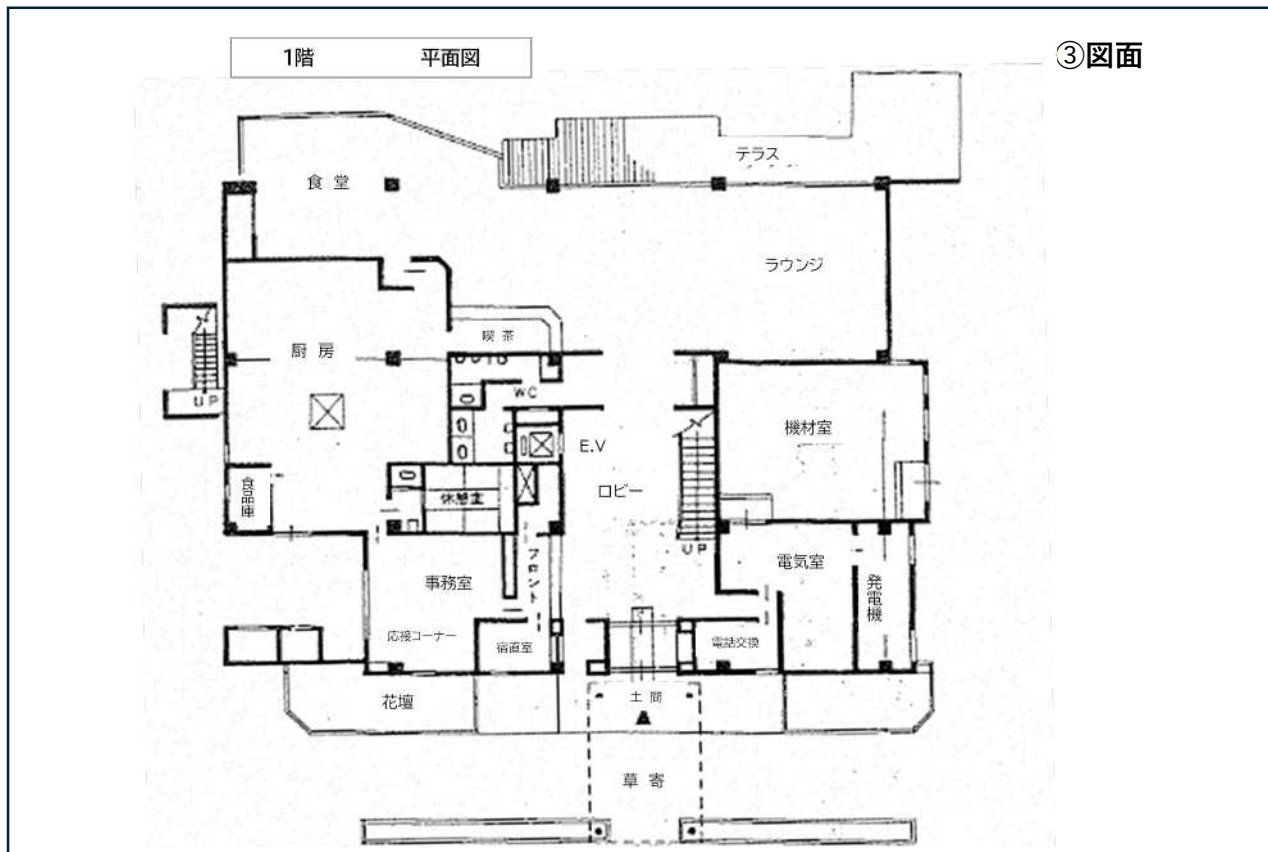 1階 平面図
③図面
テラス
食堂
ラウンジ
喫茶
厨房
WC
UP
機材室
E.V
ロビー
食品庫
休憩室
フロント
UP
電気室
事務室
発電機
応接コーナー
宿直室
電話交換
花壇
土間
草寄